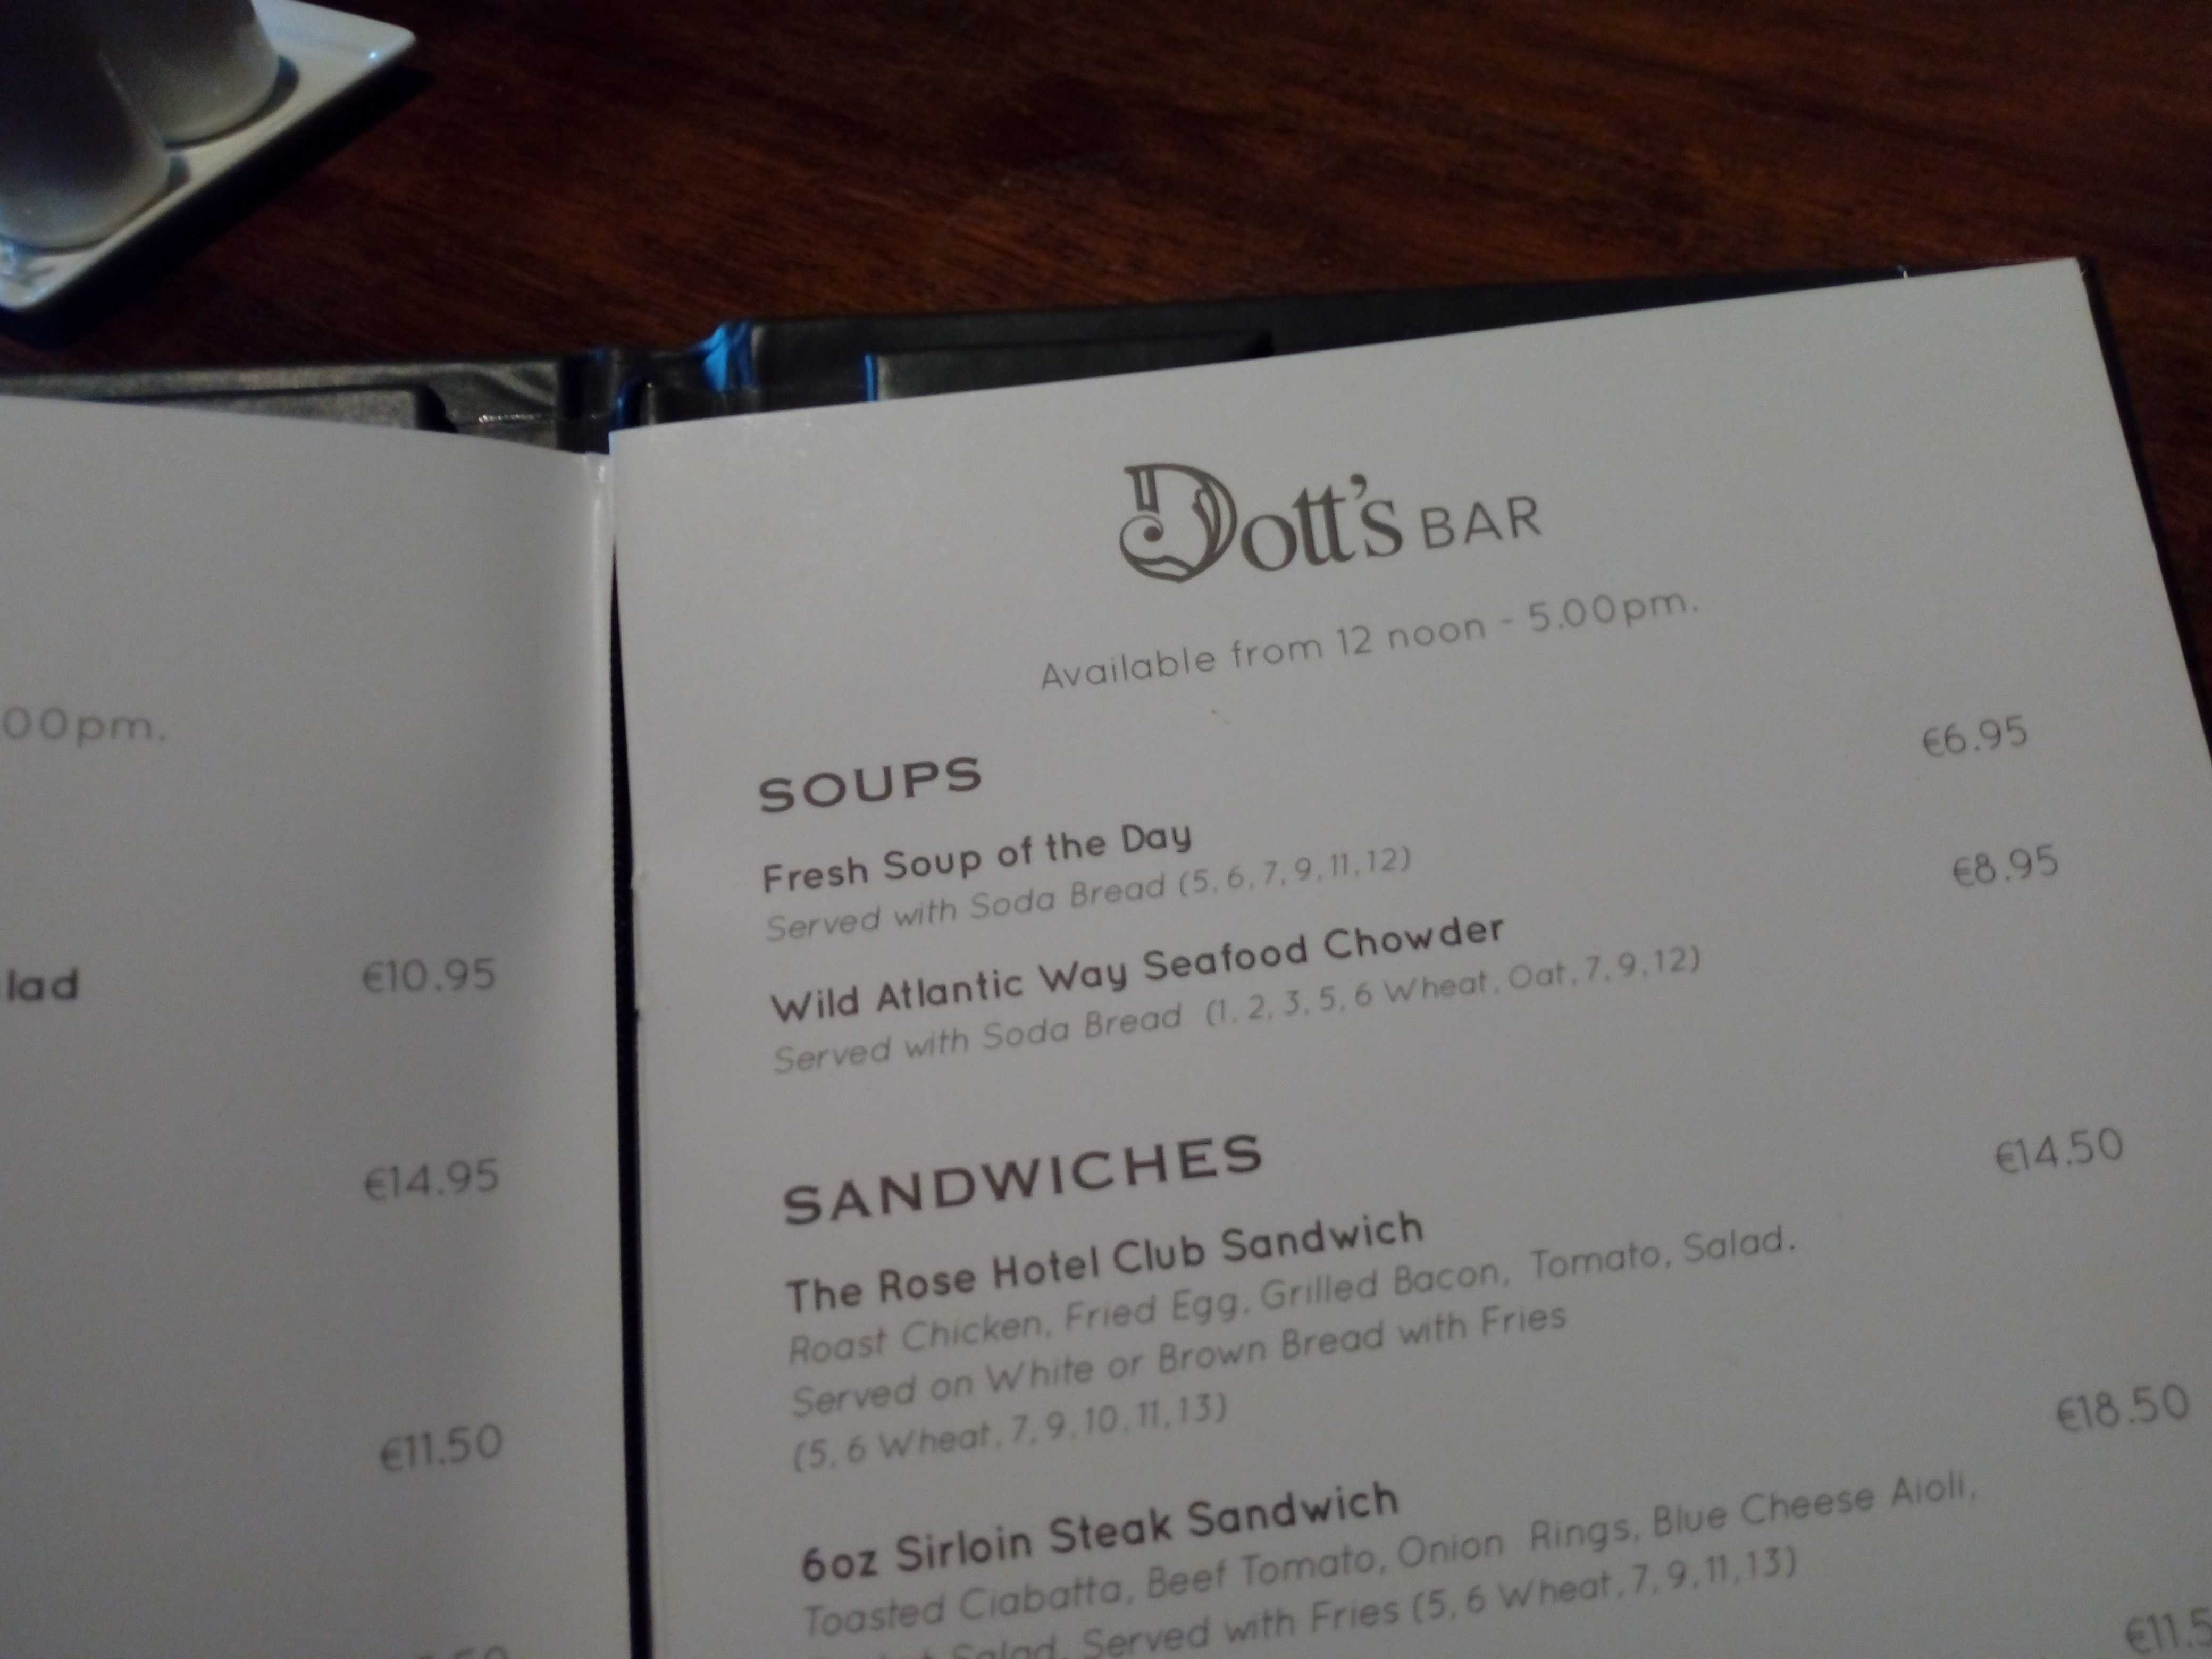 00pm.
lad €10.95
€14.95
€11.50
Dott's BAR
Available from 12 noon - 5.00pm.
SOUPS
Fresh Soup of the Day €6.95
Served with Soda Bread (5, 6, 7, 9, 11, 12)
Wild Atlantic Way Seafood Chowder €8.95
Served with Soda Bread (1, 2, 3, 5, 6 Wheat, Oat, 7, 9, 12)
SANDWICHES
The Rose Hotel Club Sandwich €14.50
Roast Chicken, Fried Egg, Grilled Bacon, Tomato, Salad.
Served on White or Brown Bread with Fries
(5, 6 Wheat, 7, 9, 10, 11, 13)
6oz Sirloin Steak Sandwich €18.50
Toasted Ciabatta, Beef Tomato, Onion Rings, Blue Cheese Aioli,
Salad. Served with Fries (5, 6 Wheat, 7, 9, 11, 13)
€11.5